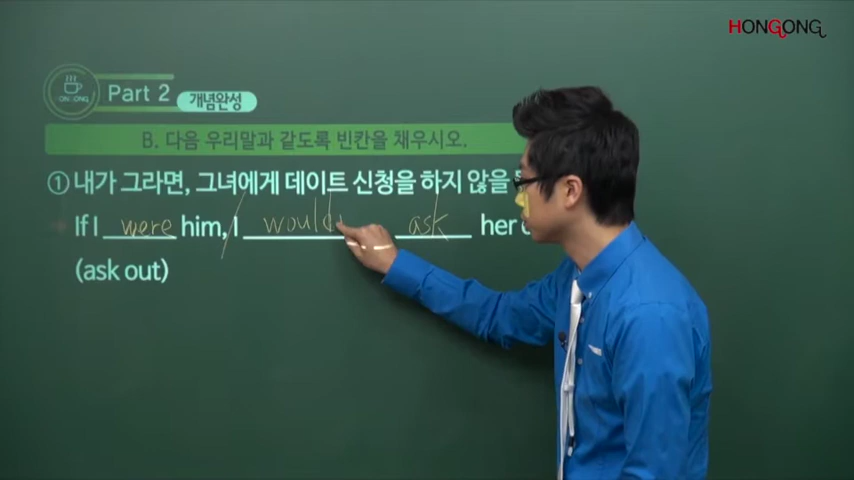 HONGONG
Part 2 개념완성
B. 다음 우리말과 같도록 빈칸을 채우시오.
① 내가 그라면, 그녀에게 데이트 신청을 하지 않을
If I were him, I would ask her
(ask out)